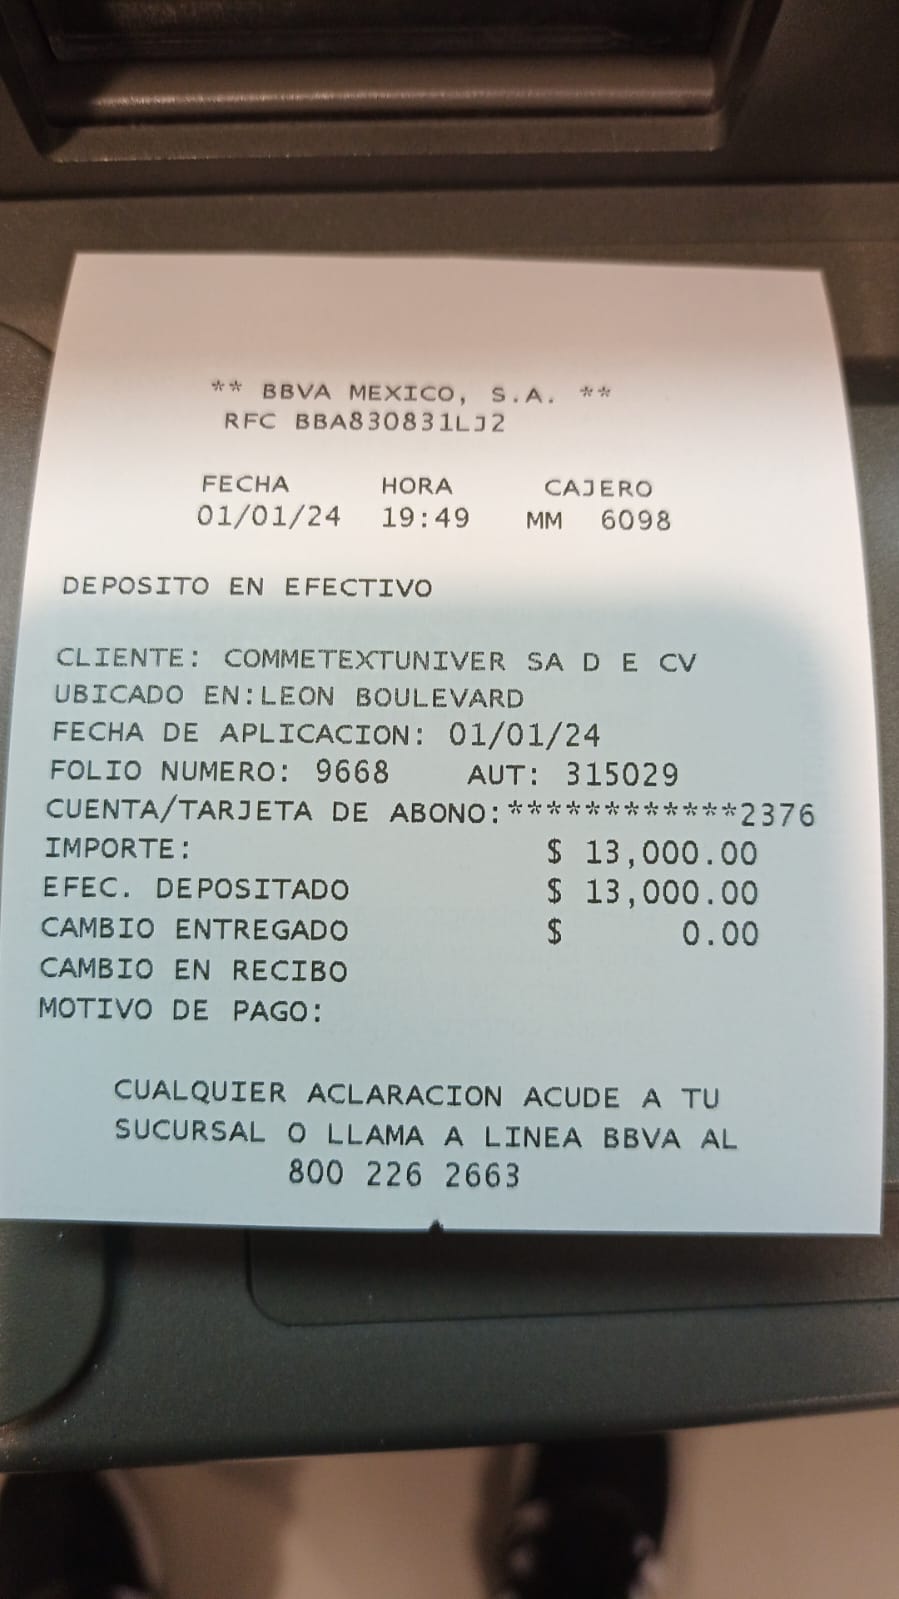 ** BBVA MEXICO, S.A. **
RFC BBA830831LJ2
FECHA HORA CAJERO
01/01/24 19:49 MM 6098
DEPOSITO EN EFECTIVO
CLIENTE: COMMETEXTUNIVER SA D E CV
UBICADO EN:LEON BOULEVARD
FECHA DE APLICACION: 01/01/24
FOLIO NUMERO: 9668 AUT: 315029
CUENTA/TARJETA DE ABONO:************2376
IMPORTE: $ 13,000.00
EFEC. DEPOSITADO $ 13,000.00
CAMBIO ENTREGADO $ 0.00
CAMBIO EN RECIBO
MOTIVO DE PAGO:
CUALQUIER ACLARACION ACUDE A TU
SUCURSAL O LLAMA A LINEA BBVA AL
800 226 2663